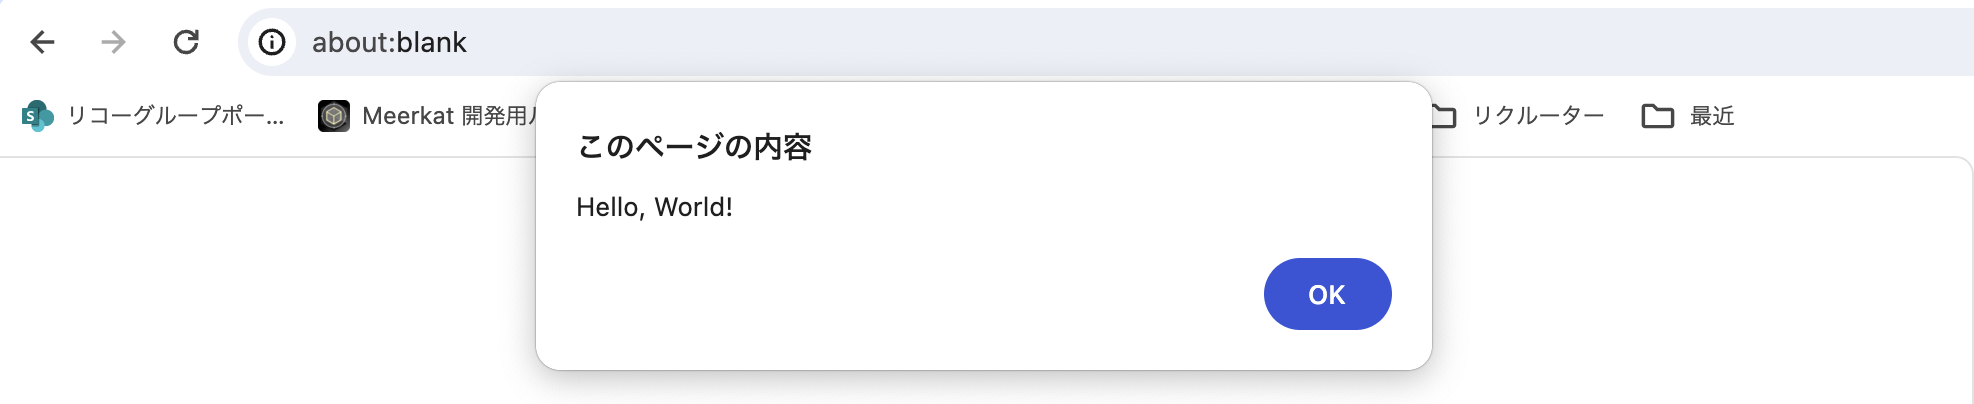 about:blank
リコーグループポー...
Meerkat 開発用
リクルーター
最近
このページの内容
Hello, World!
OK